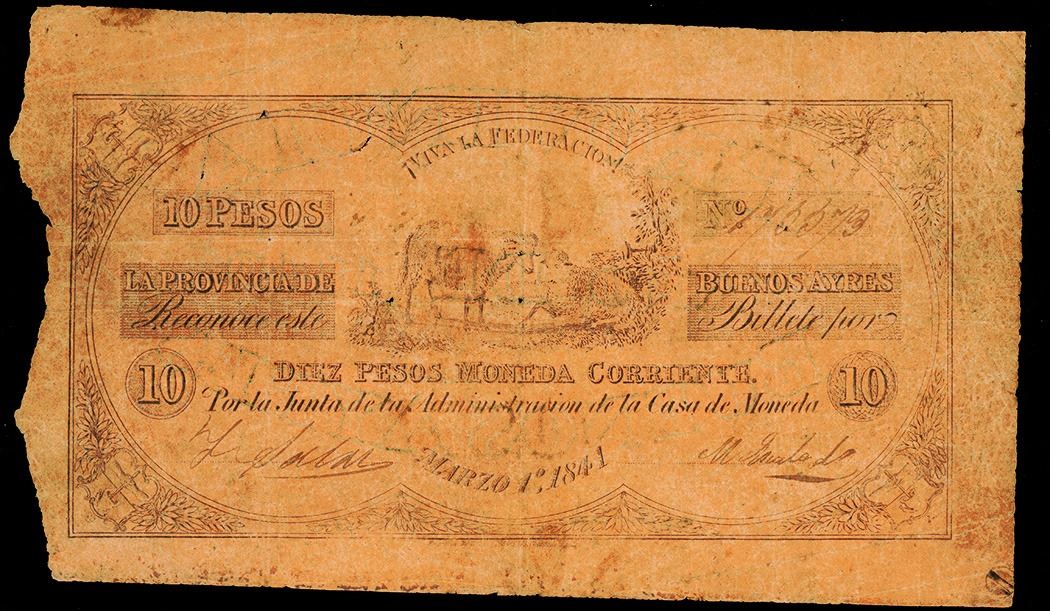 ¡VIVA LA FEDERACION!
10 PESOS
Nº
LA PROVINCIA DE BUENOS AYRES
Reconoce este Billete por
10 DIEZ PESOS MONEDA CORRIENTE. 10
Por la Junta de la Administracion de la Casa de Moneda
MARZO 1º, 1841